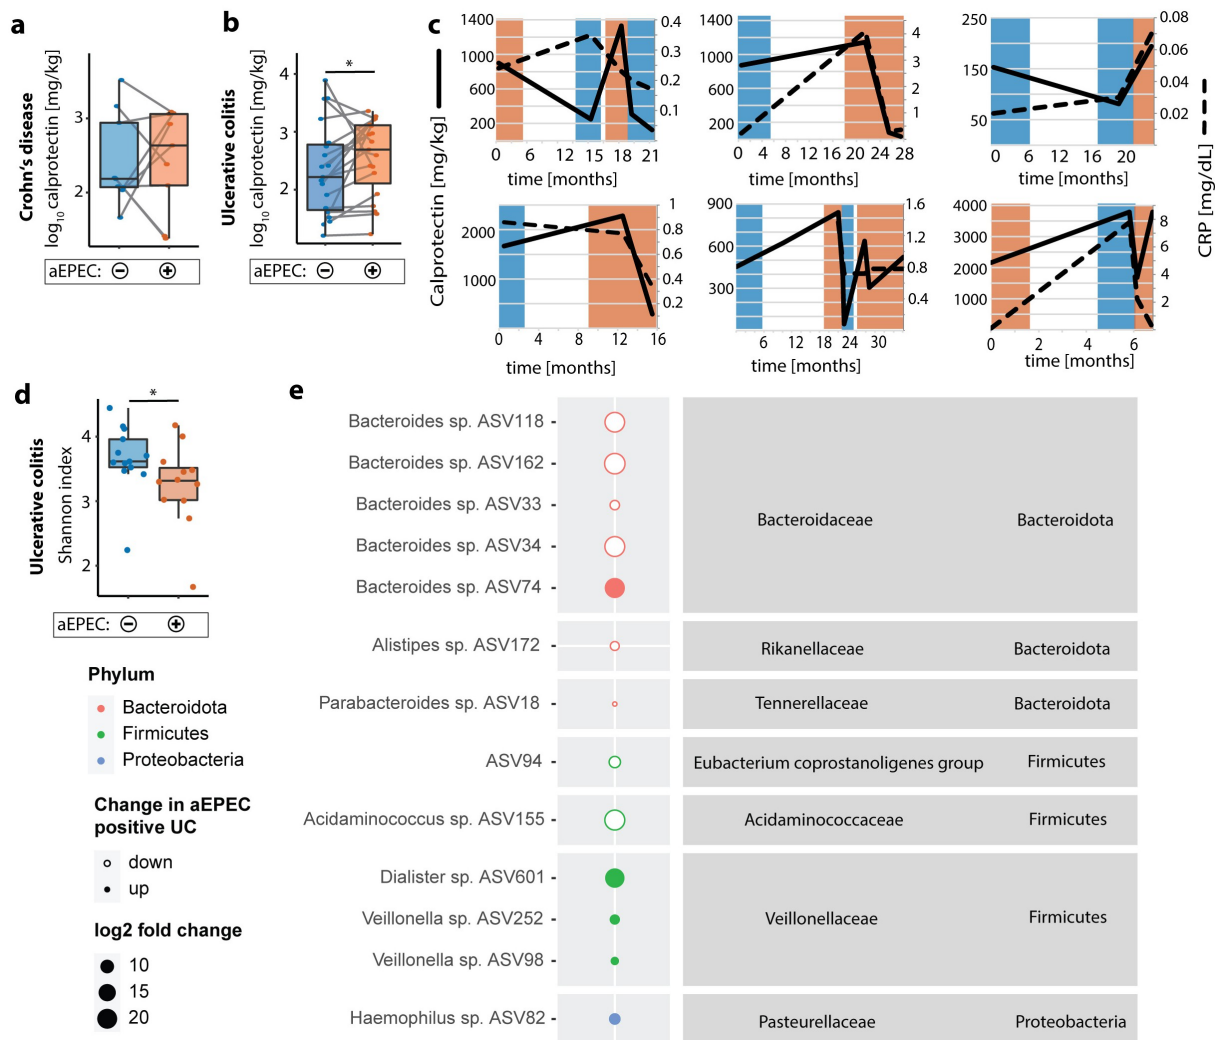 a
Crohn's disease
log10 calprotectin [mg/kg]
3
2
aEPEC: − +
b
Ulcerative colitis
log10 calprotectin [mg/kg]
*
4
3
2
aEPEC: − +
c
Calprotectin [mg/kg]
CRP [mg/dL]
1400
1000
600
200
0.4
0.3
0.2
0.1
0 6 12 15 18 21
time [months]
1400
1000
600
200
4
3
2
1
0 4 8 12 16 20 24 28
time [months]
250
150
50
0.08
0.06
0.04
0.02
0 6 12 20
time [months]
2000
1000
1
0.8
0.6
0.4
0.2
0 4 8 12 16
time [months]
900
600
300
1.6
1.2
0.8
0.4
6 12 18 24 30
time [months]
4000
3000
2000
1000
8
6
4
2
0 2 4 6
time [months]
d
Ulcerative colitis
Shannon index
*
4
3
2
aEPEC: − +
Phylum
Bacteroidota
Firmicutes
Proteobacteria
Change in aEPEC
positive UC
down
up
log2 fold change
10
15
20
e
Bacteroides sp. ASV118
Bacteroides sp. ASV162
Bacteroides sp. ASV33
Bacteroides sp. ASV34
Bacteroides sp. ASV74
Bacteroidaceae Bacteroidota
Alistipes sp. ASV172 Rikanellaceae Bacteroidota
Parabacteroides sp. ASV18 Tennerellaceae Bacteroidota
ASV94 Eubacterium coprostanoligenes group Firmicutes
Acidaminococcus sp. ASV155 Acidaminococcaceae Firmicutes
Dialister sp. ASV601
Veillonella sp. ASV252
Veillonella sp. ASV98
Veillonellaceae Firmicutes
Haemophilus sp. ASV82 Pasteurellaceae Proteobacteria